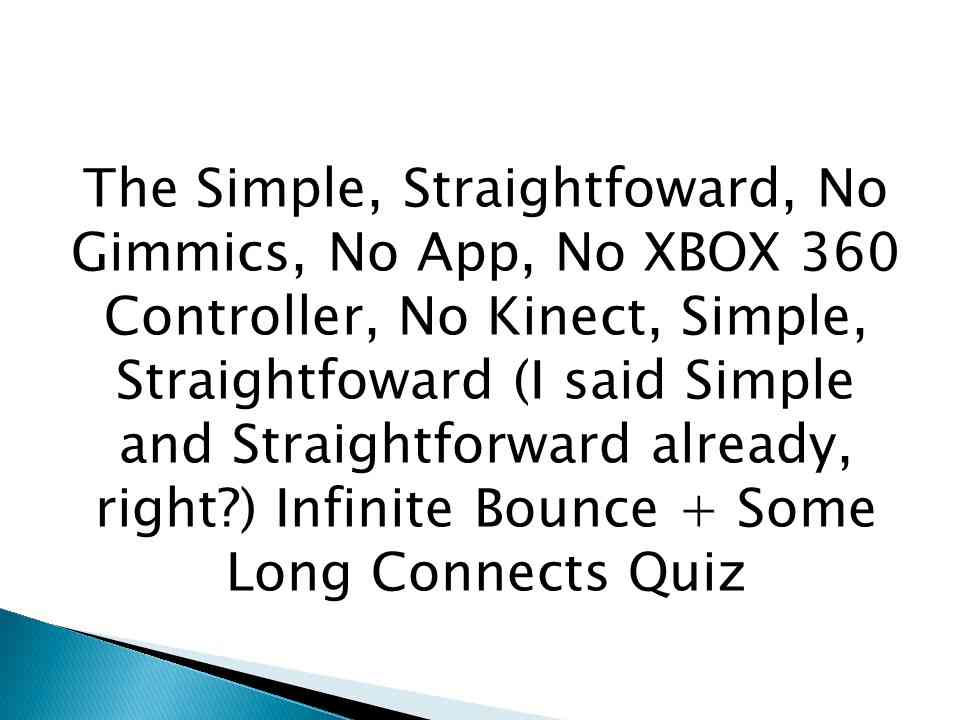 The Simple, Straightfoward, No
Gimmics, No App, No XBOX 360
Controller, No Kinect, Simple,
Straightfoward (I said Simple
and Straightforward already,
right?) Infinite Bounce + Some
Long Connects Quiz